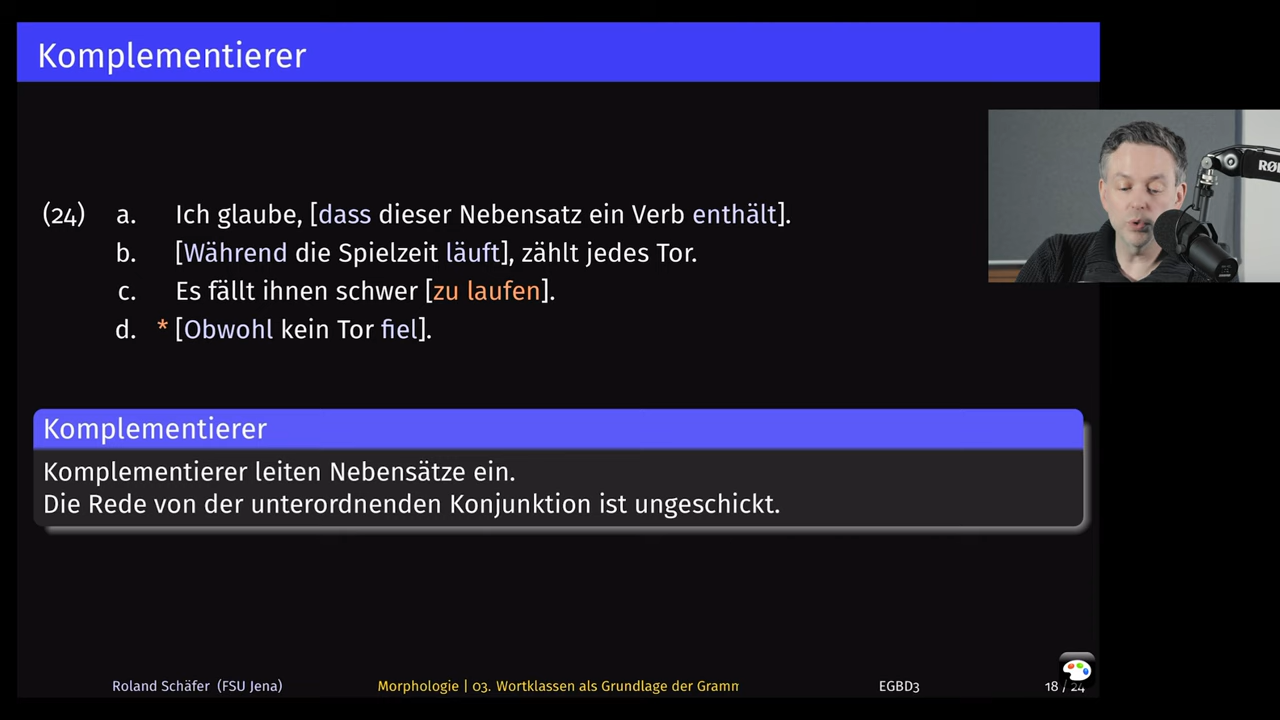 Komplementierer
(24) a. Ich glaube, [dass dieser Nebensatz ein Verb enthält].
b. [Während die Spielzeit läuft], zählt jedes Tor.
c. Es fällt ihnen schwer [zu laufen].
d. * [Obwohl kein Tor fiel].
Komplementierer
Komplementierer leiten Nebensätze ein.
Die Rede von der unterordnenden Konjunktion ist ungeschickt.
Roland Schäfer (FSU Jena) Morphologie | 03. Wortklassen als Grundlage der Gramm EGBD3 18 / 24